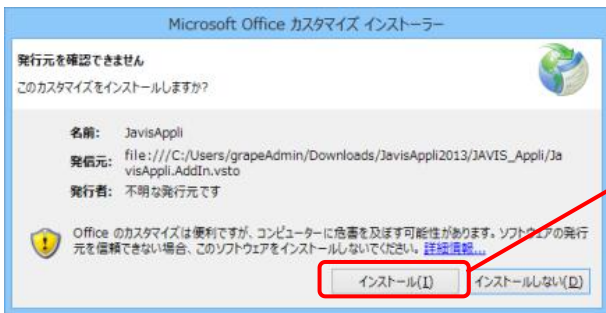 Microsoft Office カスタマイズ インストーラー
発行元を確認できません
このカスタマイズをインストールしますか?
名前: JavisAppli
発信元: file:///C:/Users/grapeAdmin/Downloads/JavisAppli2013/JAVIS_Appli/Ja
visAppli.AddIn.vsto
発行者: 不明な発行元です
Office のカスタマイズは便利ですが、コンピューターに危害を及ぼす可能性があります。ソフトウェアの発行
元を信頼できない場合、このソフトウェアをインストールしないでください。詳細情報...
インストール(I) インストールしない(D)